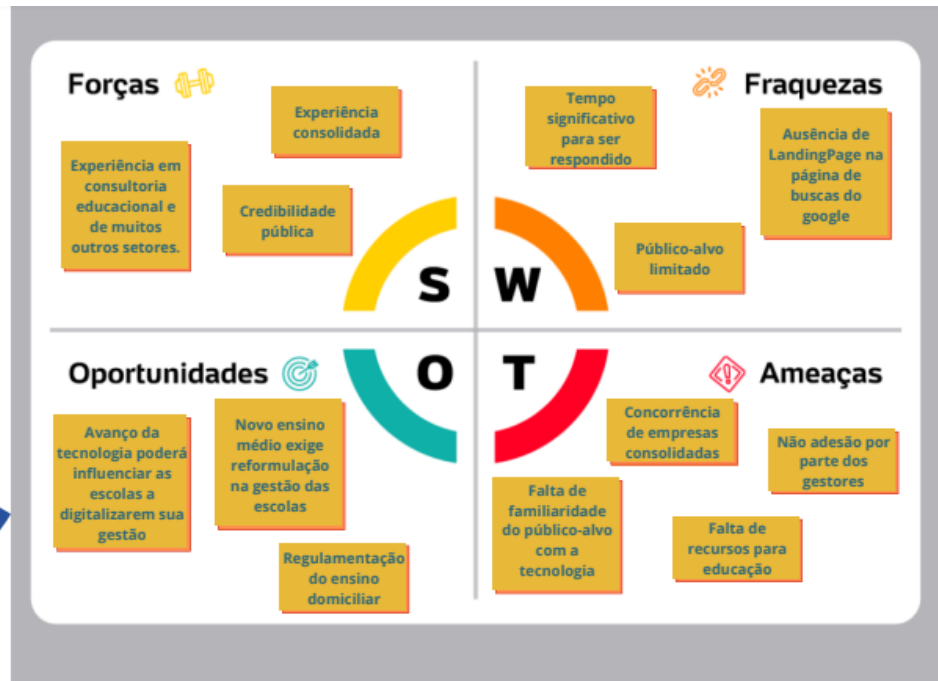 Forças
Experiência
consolidada
Experiência em
consultoria
educacional e
de muitos
outros setores.
Credibilidade
pública
S
Fraquezas
Tempo
significativo
para ser
respondido
Ausência de
LandingPage na
página de
buscas do
google
Público-alvo
limitado
W
Oportunidades
Avanço da
tecnologia poderá
influenciar as
escolas a
digitalizarem sua
gestão
Novo ensino
médio exige
reformulação
na gestão das
escolas
Regulamentação
do ensino
domiciliar
O
T
Ameaças
Concorrência
de empresas
consolidadas
Não adesão por
parte dos
gestores
Falta de
familiaridade
do público-alvo
com a
tecnologia
Falta de
recursos para
educação